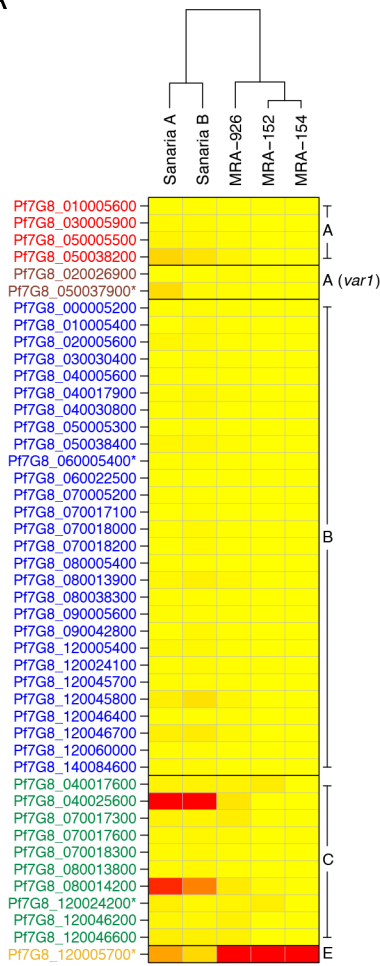 Sanaria A
Sanaria B
MRA−926
MRA−152
MRA−154
Pf7G8_010005600
Pf7G8_030005900
Pf7G8_050005500
Pf7G8_050038200
A
Pf7G8_020026900
Pf7G8_050037900*
A (var1)
Pf7G8_000005200
Pf7G8_010005400
Pf7G8_020005600
Pf7G8_030030400
Pf7G8_040005600
Pf7G8_040017900
Pf7G8_040030800
Pf7G8_050005300
Pf7G8_050038400
Pf7G8_060005400*
Pf7G8_060022500
Pf7G8_070005200
Pf7G8_070017100
Pf7G8_070018000
Pf7G8_070018200
Pf7G8_080005400
Pf7G8_080013900
Pf7G8_080038300
Pf7G8_090005600
Pf7G8_090042800
Pf7G8_120005400
Pf7G8_120024100
Pf7G8_120045700
Pf7G8_120045800
Pf7G8_120046400
Pf7G8_120046700
Pf7G8_120060000
Pf7G8_140084600
B
Pf7G8_040017600
Pf7G8_040025600
Pf7G8_070017300
Pf7G8_070017600
Pf7G8_070018300
Pf7G8_080013800
Pf7G8_080014200
Pf7G8_120024200*
Pf7G8_120046200
Pf7G8_120046600
C
Pf7G8_120005700*
E